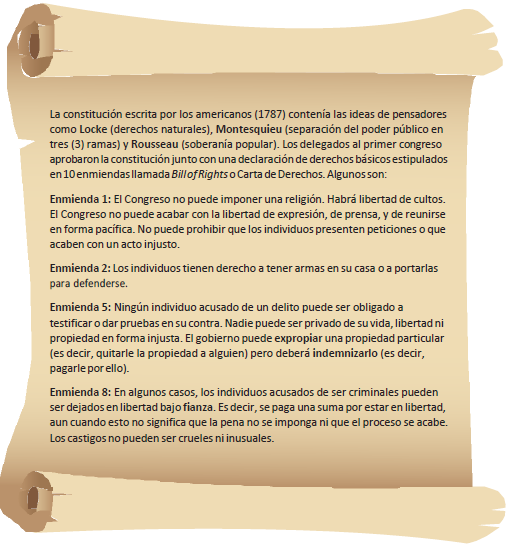 La constitución escrita por los americanos (1787) contenía las ideas de pensadores
como Locke (derechos naturales), Montesquieu (separación del poder público en
tres (3) ramas) y Rousseau (soberanía popular). Los delegados al primer congreso
aprobaron la constitución junto con una declaración de derechos básicos estipulados
en 10 enmiendas llamada Bill of Rights o Carta de Derechos. Algunos son:
Enmienda 1: El Congreso no puede imponer una religión. Habrá libertad de cultos.
El Congreso no puede acabar con la libertad de expresión, de prensa, y de reunirse
en forma pacífica. No puede prohibir que los individuos presenten peticiones o que
acaben con un acto injusto.
Enmienda 2: Los individuos tienen derecho a tener armas en su casa o a portarlas
para defenderse.
Enmienda 5: Ningún individuo acusado de un delito puede ser obligado a
testificar o dar pruebas en su contra. Nadie puede ser privado de su vida, libertad ni
propiedad en forma injusta. El gobierno puede expropiar una propiedad particular
(es decir, quitarle la propiedad a alguien) pero deberá indemnizarlo (es decir,
pagarle por ello).
Enmienda 8: En algunos casos, los individuos acusados de ser criminales pueden
ser dejados en libertad bajo fianza. Es decir, se paga una suma por estar en libertad,
aun cuando esto no significa que la pena no se imponga ni que el proceso se acabe.
Los castigos no pueden ser crueles ni inusuales.